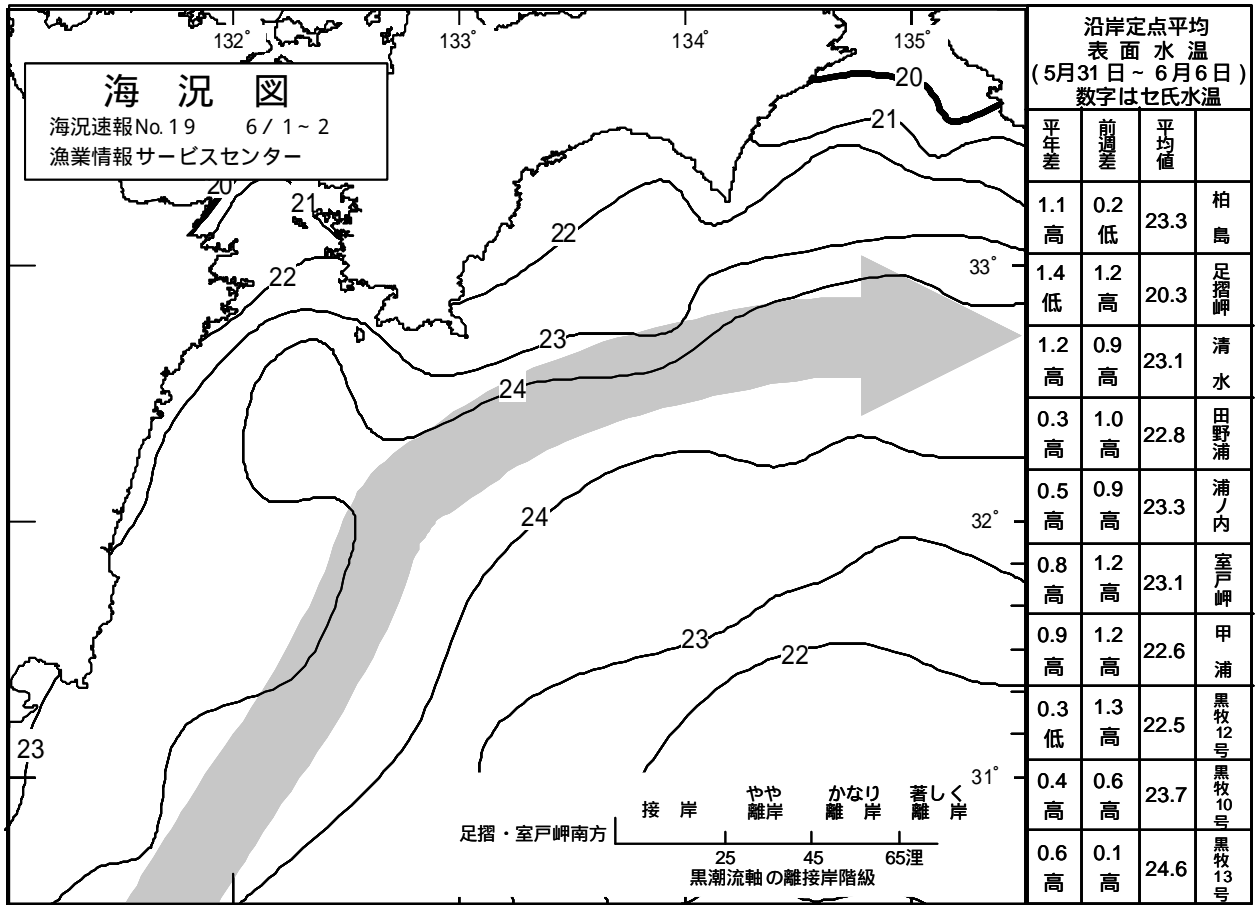 132° 133° 134° 135°
海 況 図
海況速報No.19 6/1~2
漁業情報サービスセンター
20
21
20
21
22
22
33°
23
24
24
32°
23
22
23
31°
接 岸 やや離岸 かなり離岸 著しく離岸
足摺・室戸岬南方
25 45 65浬
黒潮流軸の離接岸階級
沿岸定点平均
表 面 水 温
(5月31日~6月6日)
数字はセ氏水温
平年差 前週差 平均値
1.1高 0.2低 23.3 柏島
1.4低 1.2高 20.3 足摺岬
1.2高 0.9高 23.1 清水
0.3高 1.0高 22.8 田野浦
0.5高 0.9高 23.3 浦ノ内
0.8高 1.2高 23.1 室戸岬
0.9高 1.2高 22.6 甲浦
0.3低 1.3高 22.5 黒牧12号
0.4高 0.6高 23.7 黒牧10号
0.6高 0.1高 24.6 黒牧13号